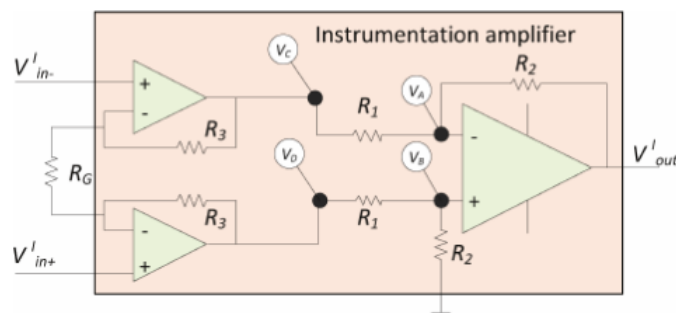 Instrumentation amplifier
V_C
R_2
V^I_in-
+
-
V_A
R_1
R_3
-
V_D
V_B
V^I_out
R_G
+
R_3
R_1
-
R_2
V^I_in+
+